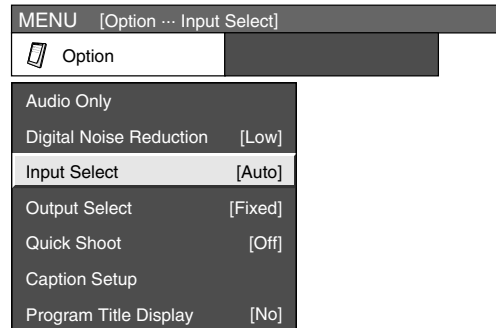 MENU [Option ··· Input Select]
Option
Audio Only
Digital Noise Reduction [Low]
Input Select [Auto]
Output Select [Fixed]
Quick Shoot [Off]
Caption Setup
Program Title Display [No]